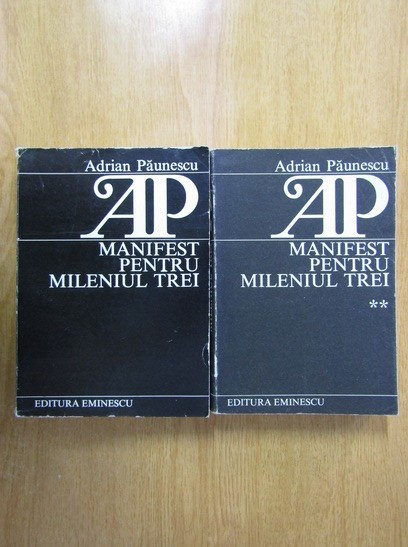 Adrian Păunescu
AP
MANIFEST
PENTRU
MILENIUL TREI
EDITURA EMINESCU
Adrian Păunescu
AP
MANIFEST
PENTRU
MILENIUL TREI
**
EDITURA EMINESCU